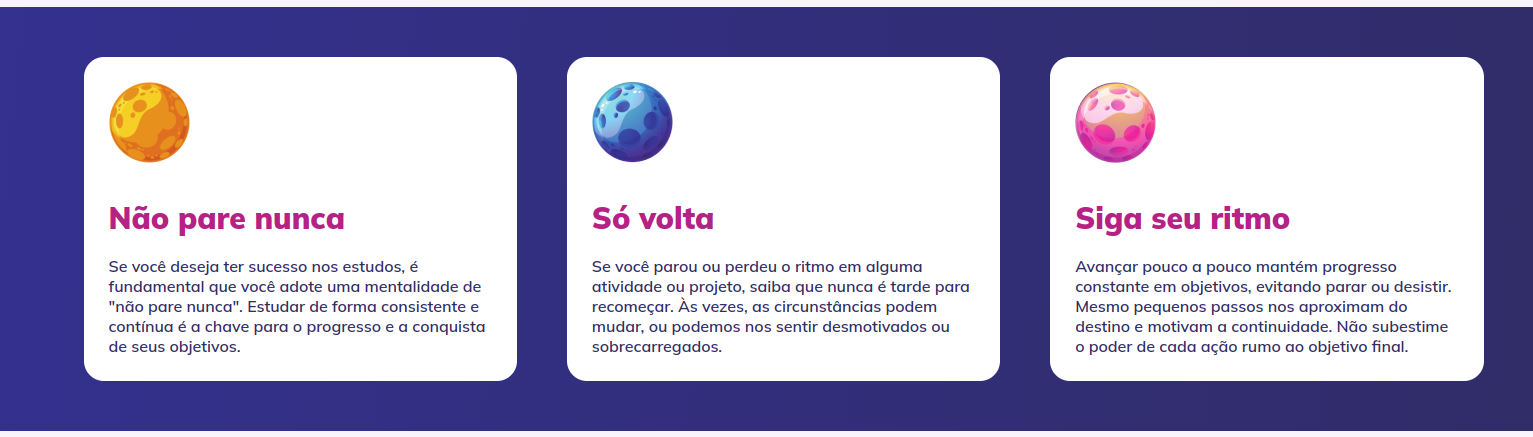 Não pare nunca
Se você deseja ter sucesso nos estudos, é
fundamental que você adote uma mentalidade de
"não pare nunca". Estudar de forma consistente e
contínua é a chave para o progresso e a conquista
de seus objetivos.
Só volta
Se você parou ou perdeu o ritmo em alguma
atividade ou projeto, saiba que nunca é tarde para
recomeçar. Às vezes, as circunstâncias podem
mudar, ou podemos nos sentir desmotivados ou
sobrecarregados.
Siga seu ritmo
Avançar pouco a pouco mantém progresso
constante em objetivos, evitando parar ou desistir.
Mesmo pequenos passos nos aproximam do
destino e motivam a continuidade. Não subestime
o poder de cada ação rumo ao objetivo final.